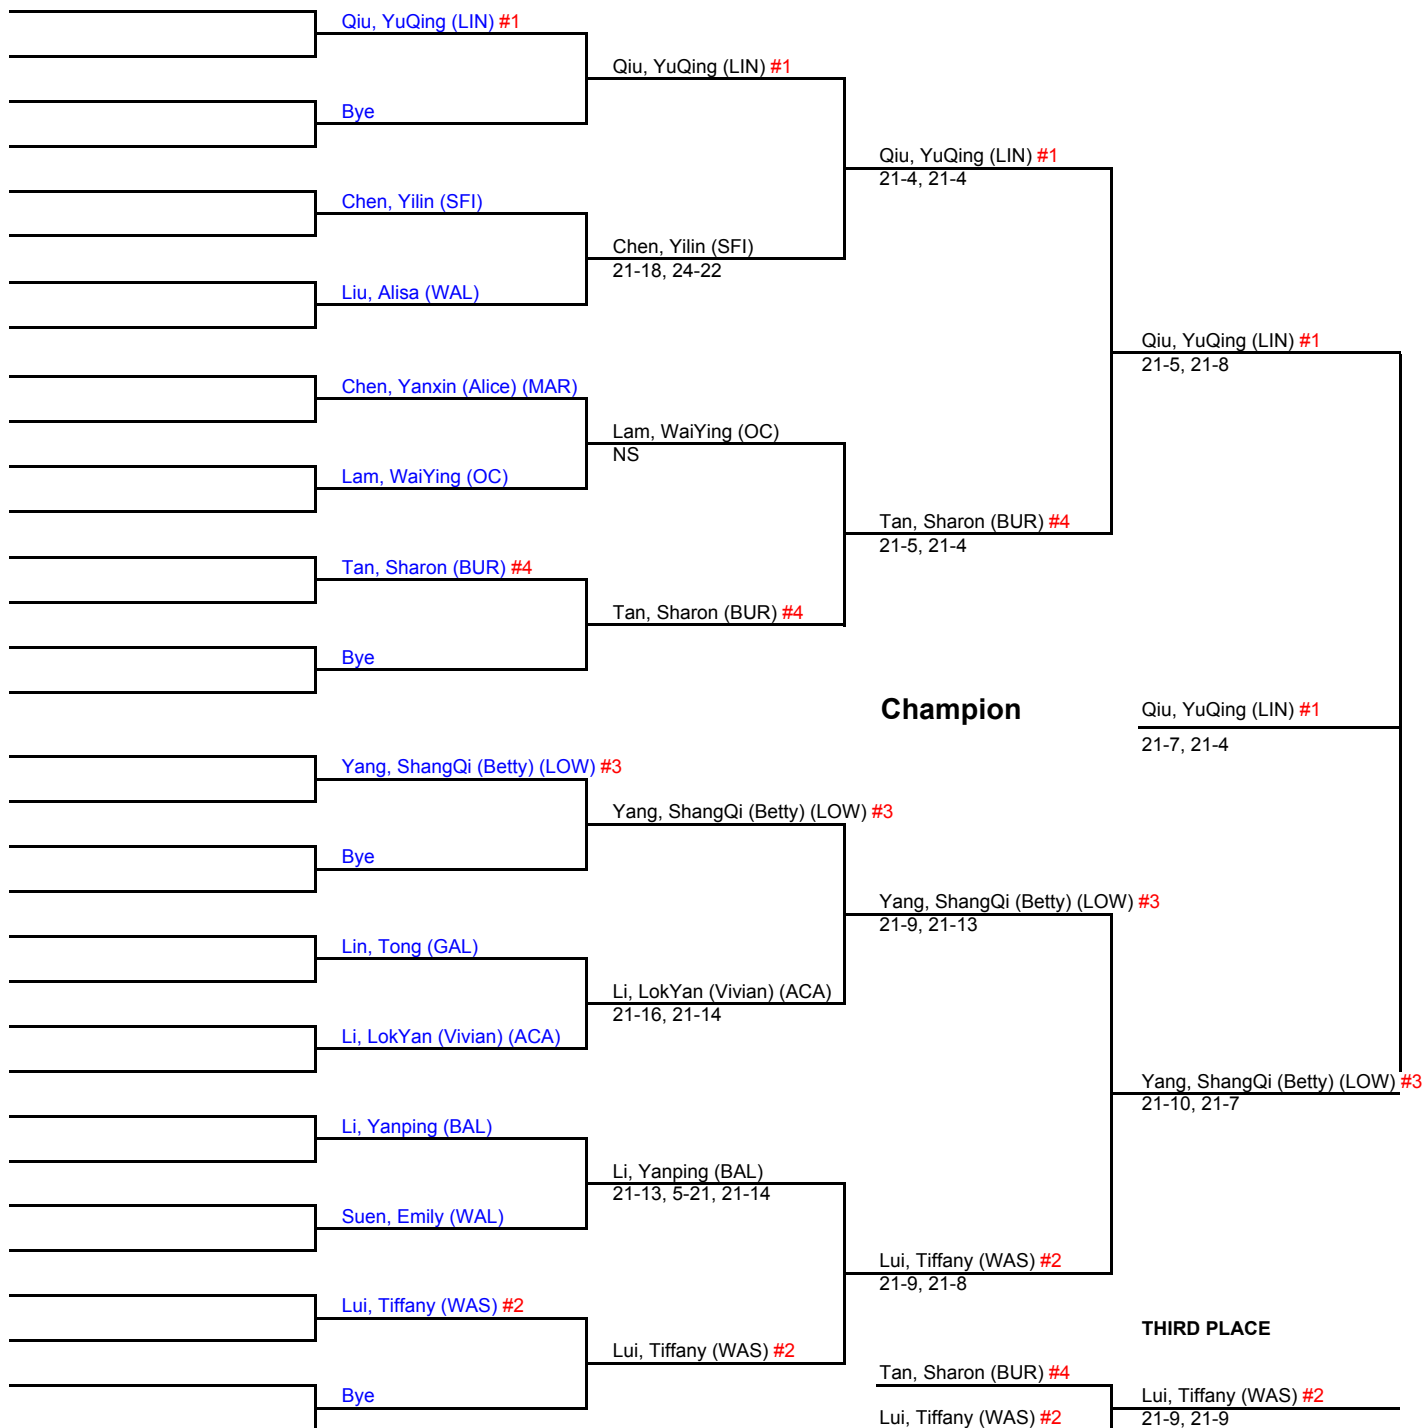 Qiu, YuQing (LIN) #1
Bye
Chen, Yilin (SFI)
Liu, Alisa (WAL)
Chen, Yanxin (Alice) (MAR)
Lam, WaiYing (OC)
Tan, Sharon (BUR) #4
Bye
Yang, ShangQi (Betty) (LOW) #3
Bye
Lin, Tong (GAL)
Li, LokYan (Vivian) (ACA)
Li, Yanping (BAL)
Suen, Emily (WAL)
Lui, Tiffany (WAS) #2
Bye
Qiu, YuQing (LIN) #1
Chen, Yilin (SFI)
21-18, 24-22
Lam, WaiYing (OC)
NS
Tan, Sharon (BUR) #4
Yang, ShangQi (Betty) (LOW) #3
Li, LokYan (Vivian) (ACA)
21-16, 21-14
Li, Yanping (BAL)
21-13, 5-21, 21-14
Lui, Tiffany (WAS) #2
Qiu, YuQing (LIN) #1
21-4, 21-4
Tan, Sharon (BUR) #4
21-5, 21-4
Yang, ShangQi (Betty) (LOW) #3
21-9, 21-13
Lui, Tiffany (WAS) #2
21-9, 21-8
Qiu, YuQing (LIN) #1
21-5, 21-8
Yang, ShangQi (Betty) (LOW) #3
21-10, 21-7
Champion
Qiu, YuQing (LIN) #1
21-7, 21-4
THIRD PLACE
Tan, Sharon (BUR) #4
Lui, Tiffany (WAS) #2
Lui, Tiffany (WAS) #2
21-9, 21-9